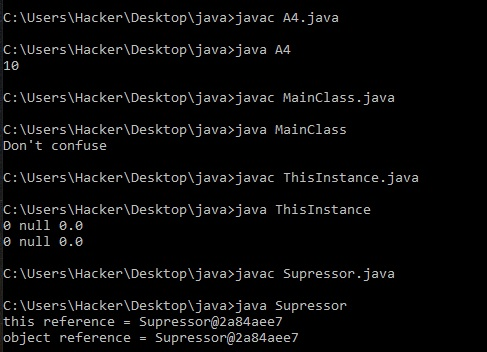 C:\Users\Hacker\Desktop\java>javac A4.java
C:\Users\Hacker\Desktop\java>java A4
10
C:\Users\Hacker\Desktop\java>javac MainClass.java
C:\Users\Hacker\Desktop\java>java MainClass
Don't confuse
C:\Users\Hacker\Desktop\java>javac ThisInstance.java
C:\Users\Hacker\Desktop\java>java ThisInstance
0 null 0.0
0 null 0.0
C:\Users\Hacker\Desktop\java>javac Supressor.java
C:\Users\Hacker\Desktop\java>java Supressor
this reference = Supressor@2a84aee7
object reference = Supressor@2a84aee7